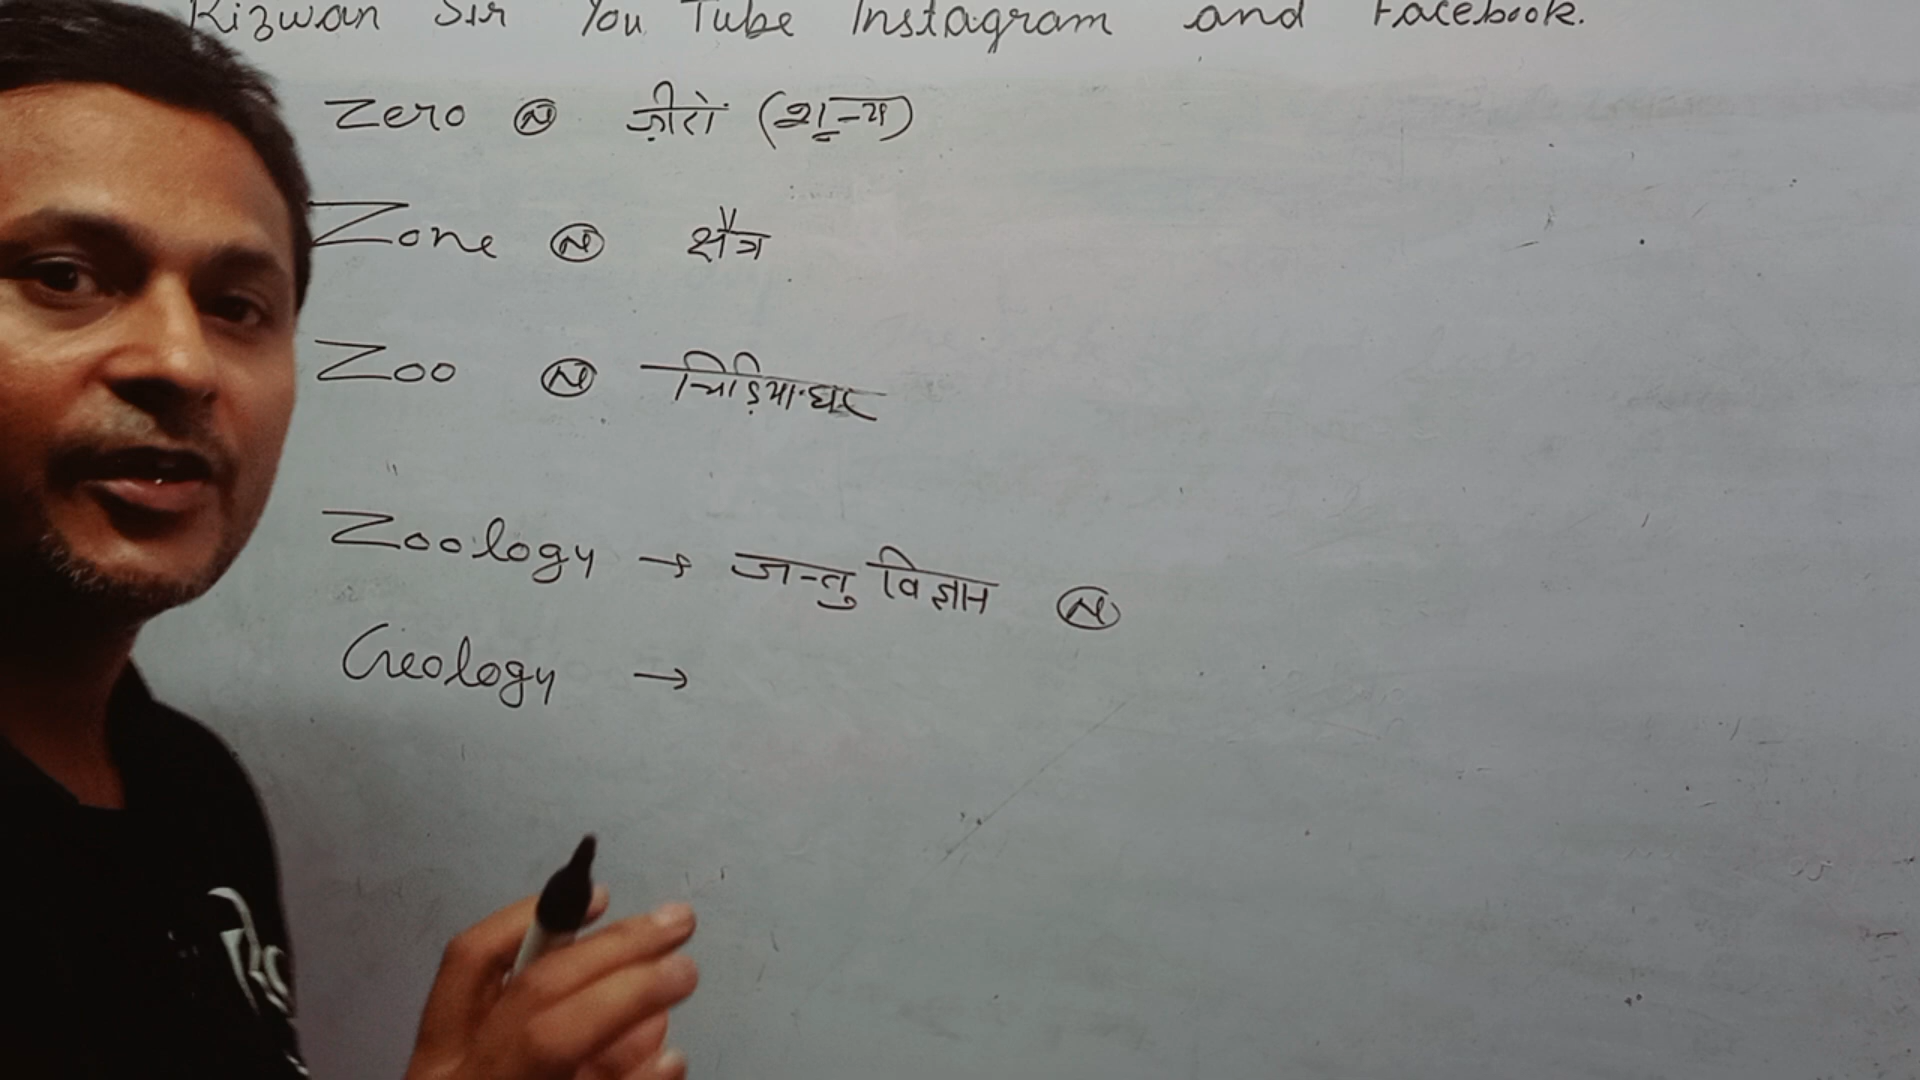 Rizwan Sir You Tube Instagram and Facebook.
Zero Ⓝ ज़ीरो (शून्य)
Zone Ⓝ क्षेत्र
Zoo Ⓝ चिड़ियाघर
Zoology → जन्तु विज्ञान Ⓝ
Geology →